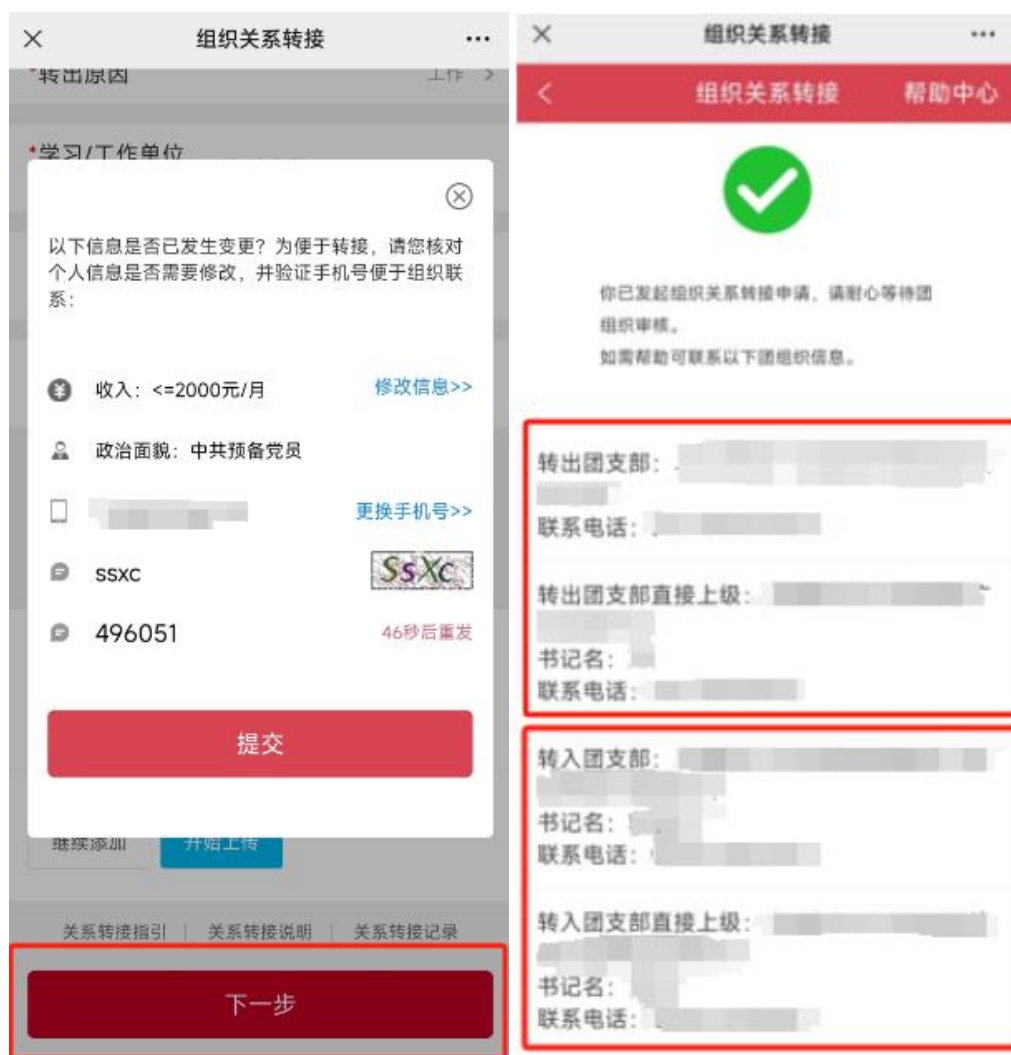 组织关系转接
*转出原因
工作 >
*学习/工作单位
以下信息是否已发生变更？为便于转接，请您核对
个人信息是否需要修改，并验证手机号便于组织联
系：
收入：<=2000元/月
修改信息>>
政治面貌：中共预备党员
更换手机号>>
ssxc
SsXc
496051
46秒后重发
提交
继续添加
开始上传
关系转接指引 | 关系转接说明 | 关系转接记录
下一步
组织关系转接
组织关系转接
帮助中心
你已发起组织关系转接申请，请耐心等待团
组织审核。
如需帮助可联系以下团组织信息。
转出团支部：
联系电话：
转出团支部直接上级：
书记名：
联系电话：
转入团支部：
书记名：
联系电话：
转入团支部直接上级：
书记名：
联系电话：